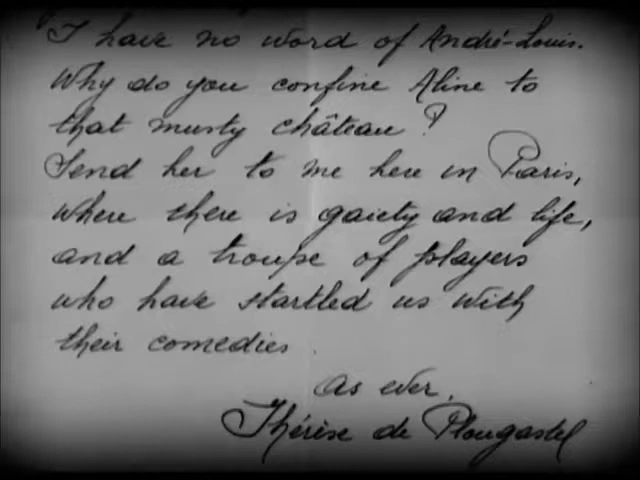 I have no word of André-Louis.
Why do you confine Aline to
that musty château?
Send her to me here in Paris,
where there is gaiety and life,
and a troupe of players
who have startled us with
their comedies.
As ever,
Thérèse de Plougastel